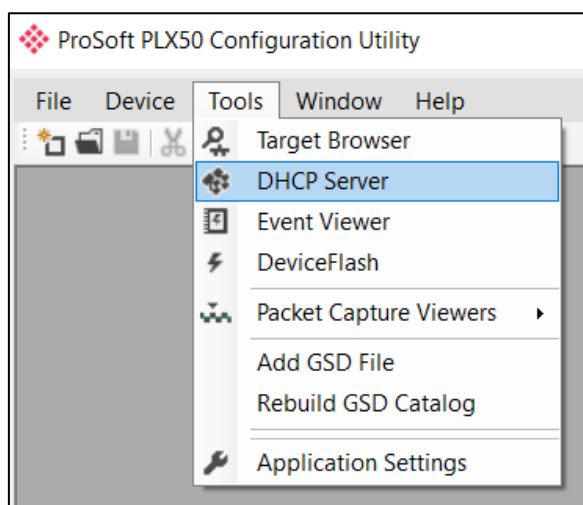 ProSoft PLX50 Configuration Utility
File Device Tools Window Help
Target Browser
DHCP Server
Event Viewer
DeviceFlash
Packet Capture Viewers
Add GSD File
Rebuild GSD Catalog
Application Settings